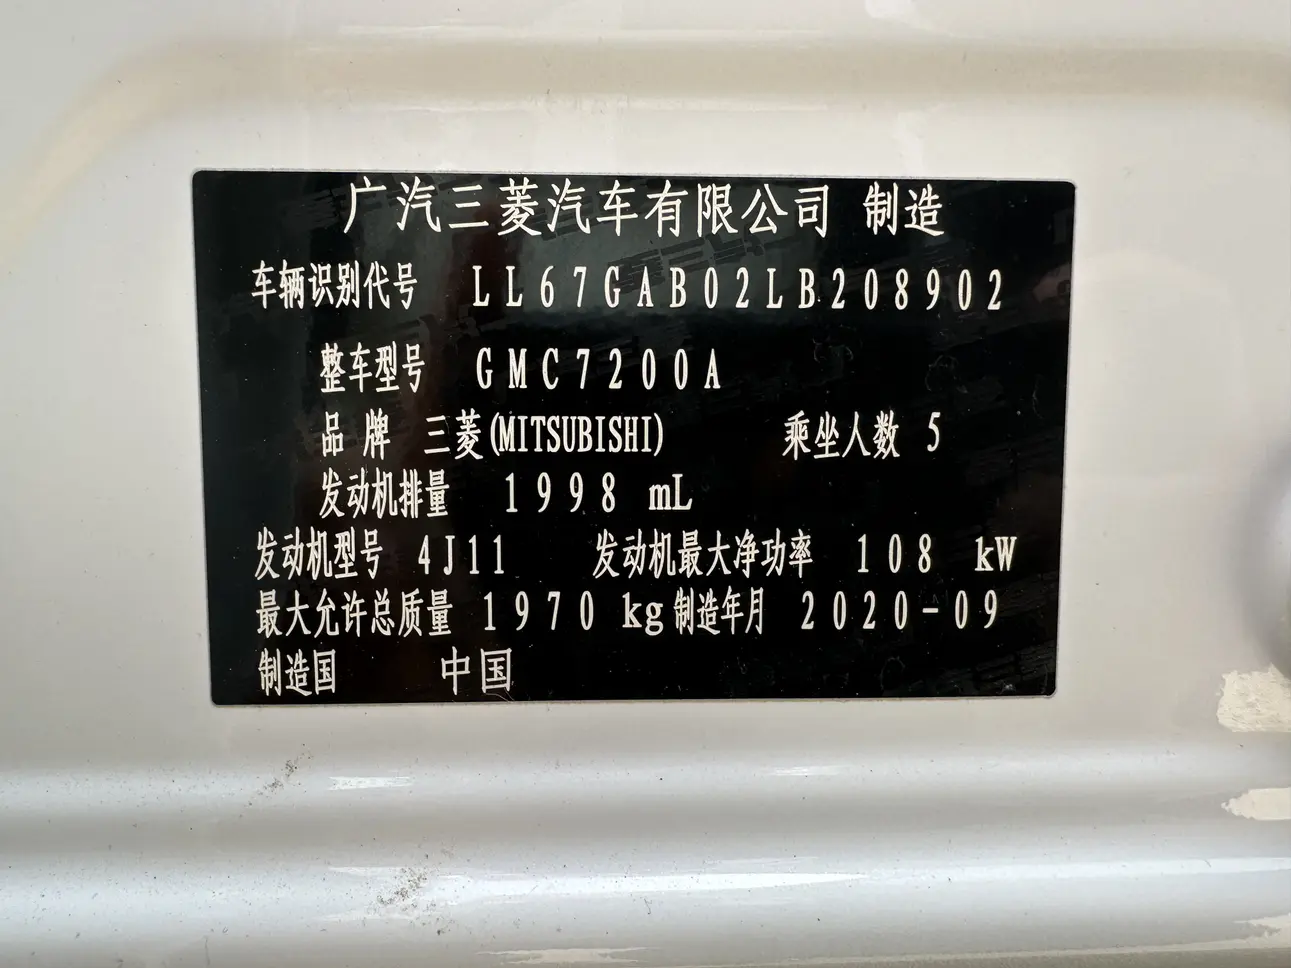 广汽三菱汽车有限公司 制造
车辆识别代号 LL67GAB02LB208902
整车型号 GMC7200A
品牌 三菱(MITSUBISHI) 乘坐人数 5
发动机排量 1998 mL
发动机型号 4J11 发动机最大净功率 108 kW
最大允许总质量 1970 kg 制造年月 2020-09
制造国 中国